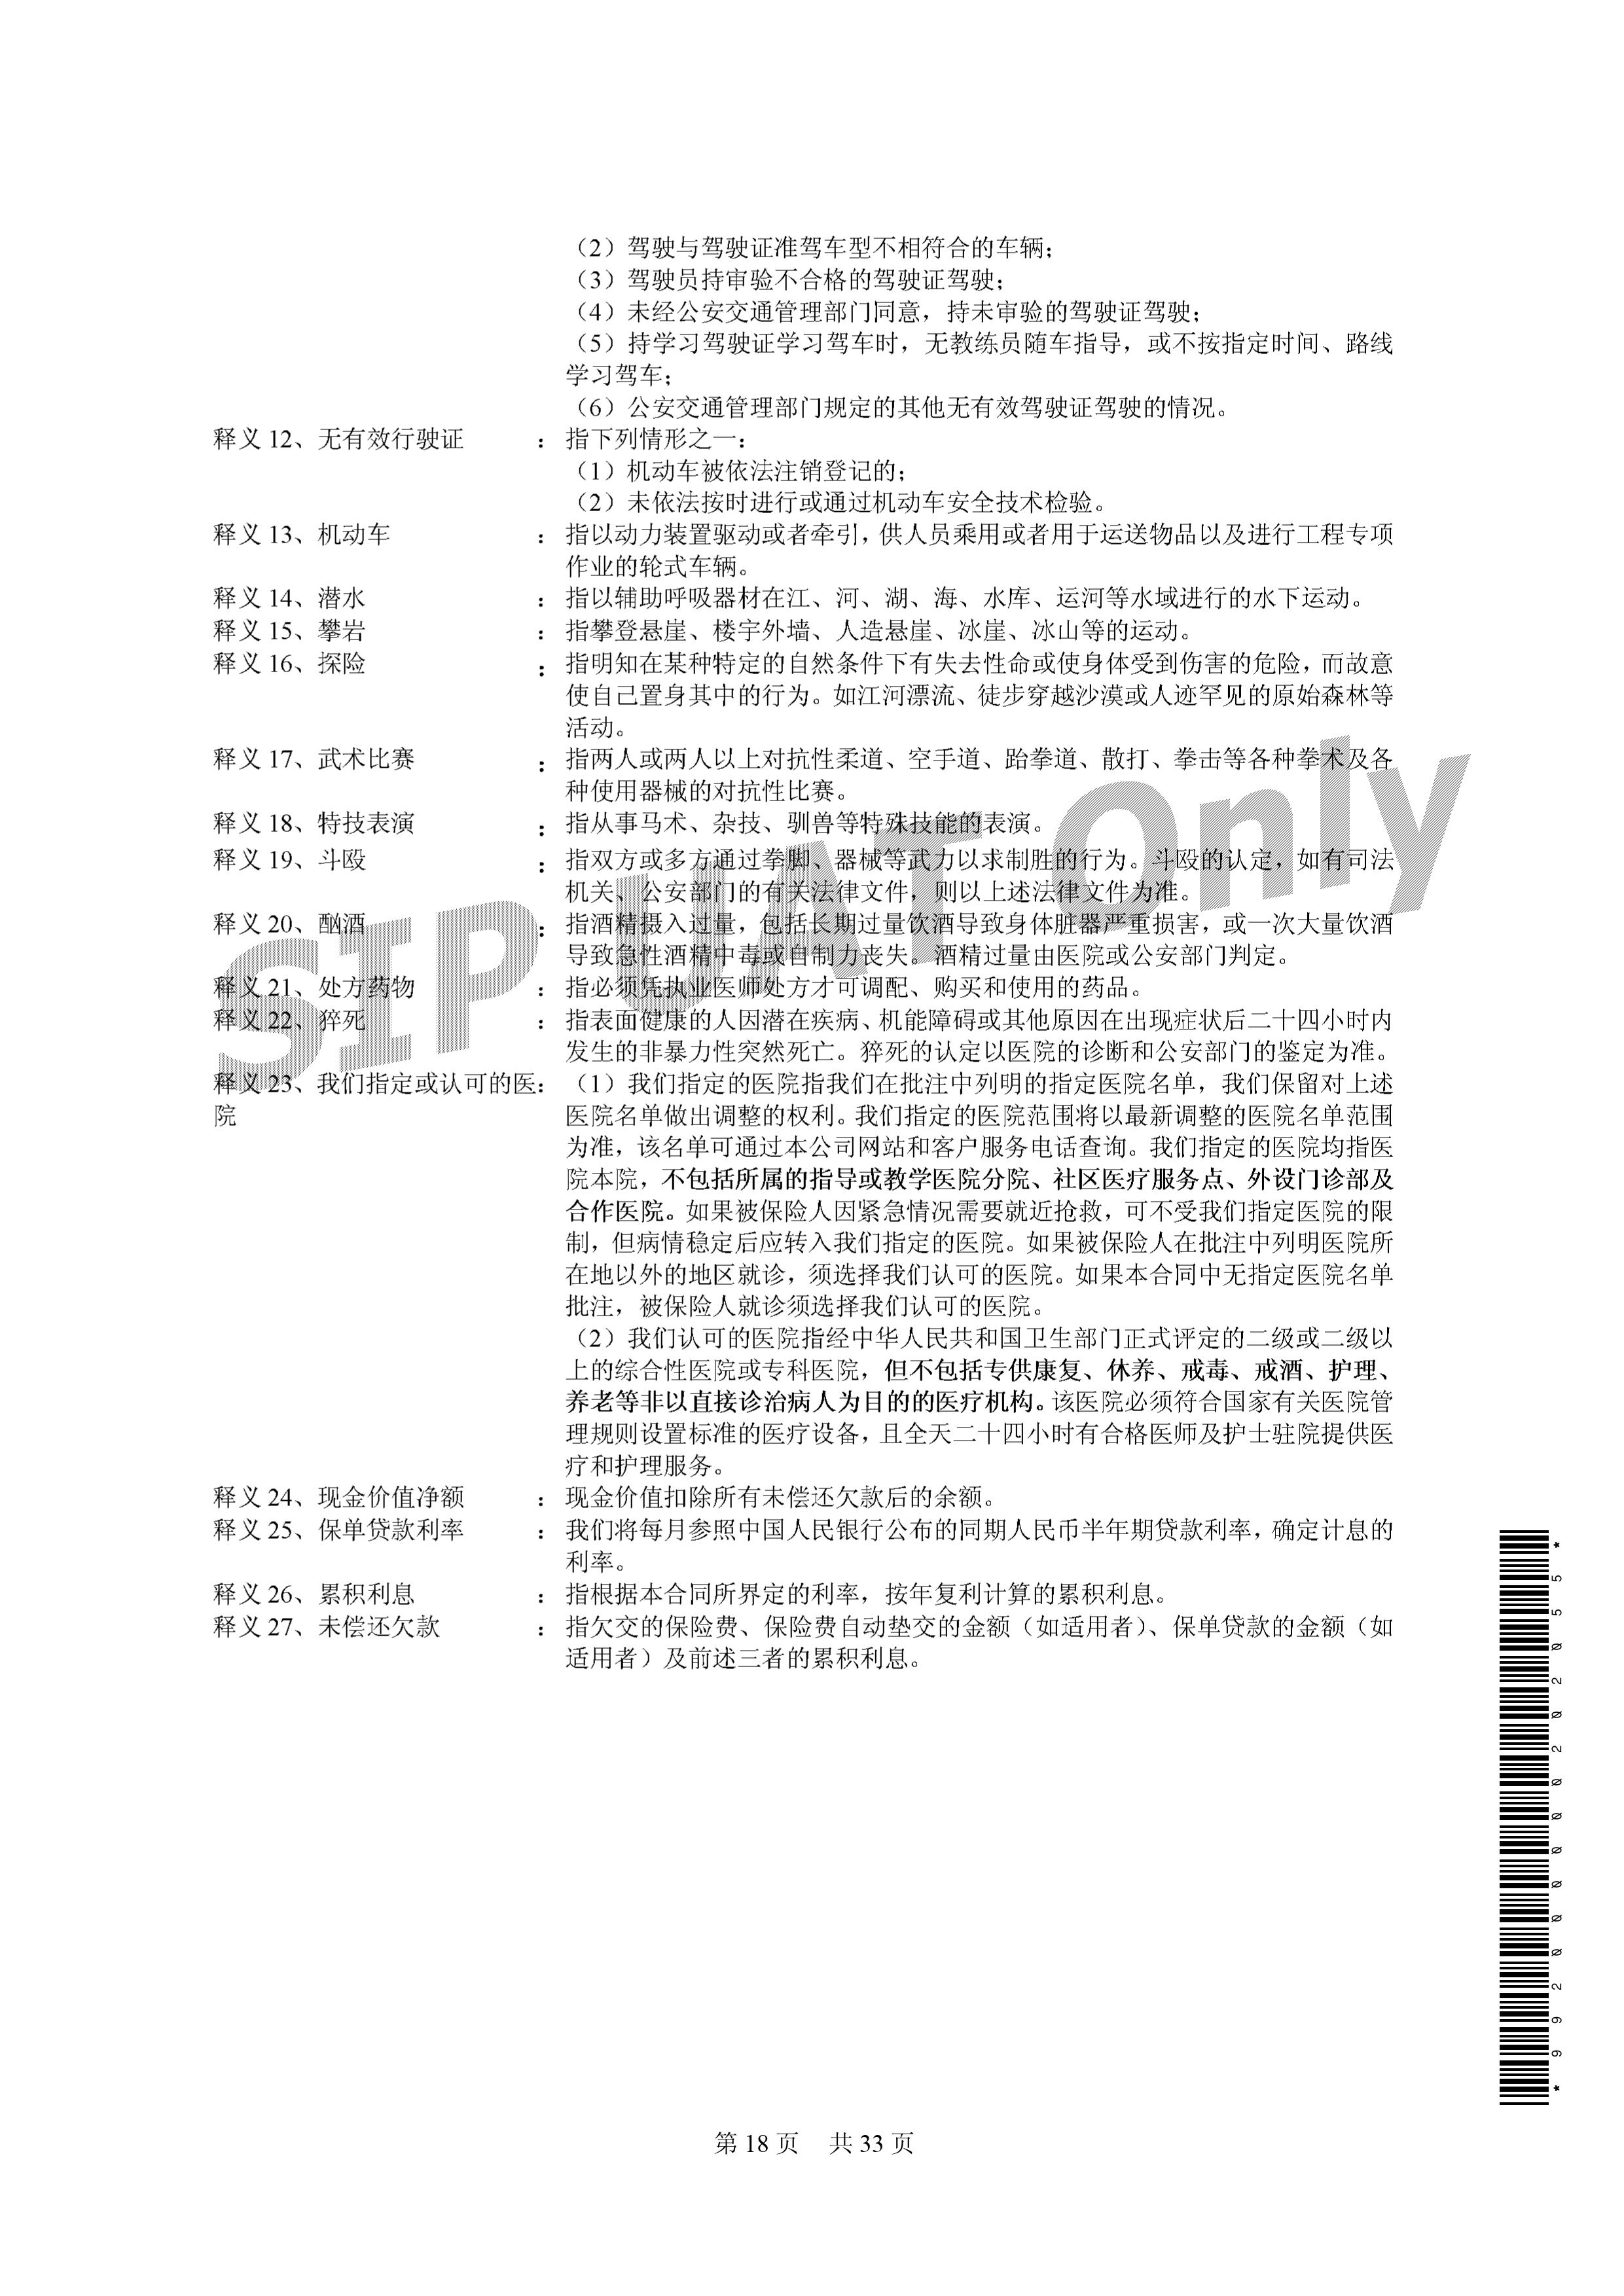 （2）驾驶与驾驶证准驾车型不相符合的车辆；
（3）驾驶员持审验不合格的驾驶证驾驶；
（4）未经公安交通管理部门同意，持未审验的驾驶证驾驶；
（5）持学习驾驶证学习驾车时，无教练员随车指导，或不按指定时间、路线
学习驾车；
（6）公安交通管理部门规定的其他无有效驾驶证驾驶的情况。
释义 12、无有效行驶证 ：指下列情形之一：
（1）机动车被依法注销登记的；
（2）未依法按时进行或通过机动车安全技术检验。
释义 13、机动车 ：指以动力装置驱动或者牵引，供人员乘用或者用于运送物品以及进行工程专项
作业的轮式车辆。
释义 14、潜水 ：指以辅助呼吸器材在江、河、湖、海、水库、运河等水域进行的水下运动。
释义 15、攀岩 ：指攀登悬崖、楼宇外墙、人造悬崖、冰崖、冰山等的运动。
释义 16、探险 ：指明知在某种特定的自然条件下有失去性命或使身体受到伤害的危险，而故意
使自己置身其中的行为。如江河漂流、徒步穿越沙漠或人迹罕见的原始森林等
活动。
释义 17、武术比赛 ：指两人或两人以上对抗性柔道、空手道、跆拳道、散打、拳击等各种拳术及各
种使用器械的对抗性比赛。
释义 18、特技表演 ：指从事马术、杂技、驯兽等特殊技能的表演。
释义 19、斗殴 ：指双方或多方通过拳脚、器械等武力以求制胜的行为。斗殴的认定，如有司法
机关、公安部门的有关法律文件，则以上述法律文件为准。
释义 20、酗酒 ：指酒精摄入过量，包括长期过量饮酒导致身体脏器严重损害，或一次大量饮酒
导致急性酒精中毒或自制力丧失。酒精过量由医院或公安部门判定。
释义 21、处方药物 ：指必须凭执业医师处方才可调配、购买和使用的药品。
释义 22、猝死 ：指表面健康的人因潜在疾病、机能障碍或其他原因在出现症状后二十四小时内
发生的非暴力性突然死亡。猝死的认定以医院的诊断和公安部门的鉴定为准。
释义 23、我们指定或认可的医：（1）我们指定的医院指我们在批注中列明的指定医院名单，我们保留对上述
院 医院名单做出调整的权利。我们指定的医院范围将以最新调整的医院名单范围
为准，该名单可通过本公司网站和客户服务电话查询。我们指定的医院均指医
院本院，不包括所属的指导或教学医院分院、社区医疗服务点、外设门诊部及
合作医院。如果被保险人因紧急情况需要就近抢救，可不受我们指定医院的限
制，但病情稳定后应转入我们指定的医院。如果被保险人在批注中列明医院所
在地以外的地区就诊，须选择我们认可的医院。如果本合同中无指定医院名单
批注，被保险人就诊须选择我们认可的医院。
（2）我们认可的医院指经中华人民共和国卫生部门正式评定的二级或二级以
上的综合性医院或专科医院，但不包括专供康复、休养、戒毒、戒酒、护理、
养老等非以直接诊治病人为目的的医疗机构。该医院必须符合国家有关医院管
理规则设置标准的医疗设备，且全天二十四小时有合格医师及护士驻院提供医
疗和护理服务。
释义 24、现金价值净额 ：现金价值扣除所有未偿还欠款后的余额。
释义 25、保单贷款利率 ：我们将每月参照中国人民银行公布的同期人民币半年期贷款利率，确定计息的
利率。
释义 26、累积利息 ：指根据本合同所界定的利率，按年复利计算的累积利息。
释义 27、未偿还欠款 ：指欠交的保险费、保险费自动垫交的金额（如适用者）、保单贷款的金额（如
适用者）及前述三者的累积利息。
SIP UAT Only
*992000000202055*
第 18 页 共 33 页